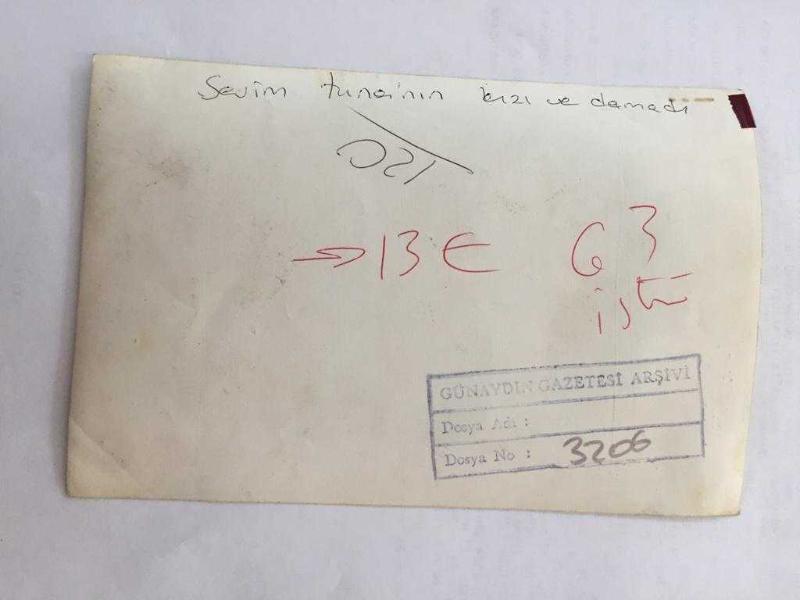 Sevim tuna'nın kızı ve damadı
120
→ 13 E 63
GÜNAYDIN GAZETESİ ARŞİVİ
Dosya Adı :
Dosya No : 3206